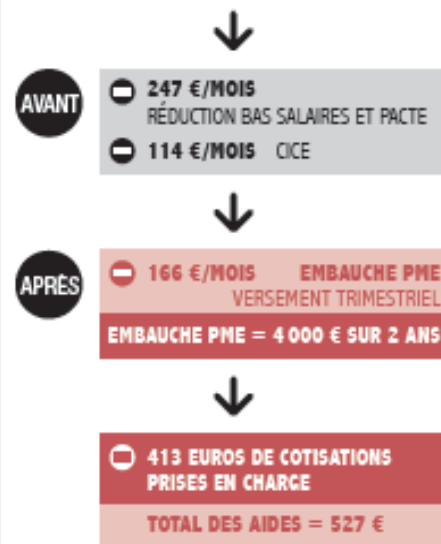 AVANT
247 €/MOIS
RÉDUCTION BAS SALAIRES ET PACTE
114 €/MOIS CICE
APRÈS
166 €/MOIS EMBAUCHE PME
VERSEMENT TRIMESTRIEL
EMBAUCHE PME = 4 000 € SUR 2 ANS
413 EUROS DE COTISATIONS
PRISES EN CHARGE
TOTAL DES AIDES = 527 €